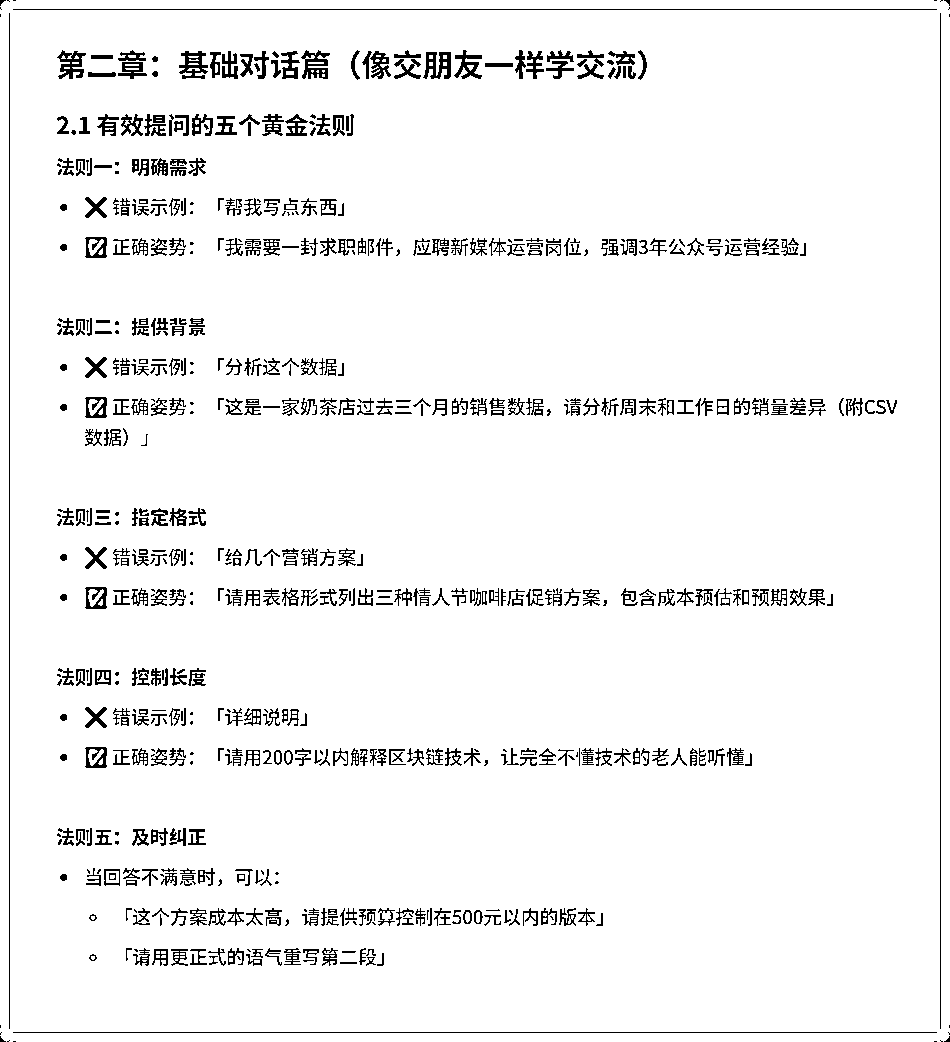 第二章：基础对话篇（像交朋友一样学交流）
2.1 有效提问的五个黄金法则
法则一：明确需求
• ❌ 错误示例：「帮我写点东西」
• ✅ 正确姿势：「我需要一封求职邮件，应聘新媒体运营岗位，强调3年公众号运营经验」
法则二：提供背景
• ❌ 错误示例：「分析这个数据」
• ✅ 正确姿势：「这是一家奶茶店过去三个月的销售数据，请分析周末和工作日的销量差异（附CSV
数据）」
法则三：指定格式
• ❌ 错误示例：「给几个营销方案」
• ✅ 正确姿势：「请用表格形式列出三种情人节咖啡店促销方案，包含成本预估和预期效果」
法则四：控制长度
• ❌ 错误示例：「详细说明」
• ✅ 正确姿势：「请用200字以内解释区块链技术，让完全不懂技术的老人能听懂」
法则五：及时纠正
• 当回答不满意时，可以：
◦ 「这个方案成本太高，请提供预算控制在500元以内的版本」
◦ 「请用更正式的语气重写第二段」